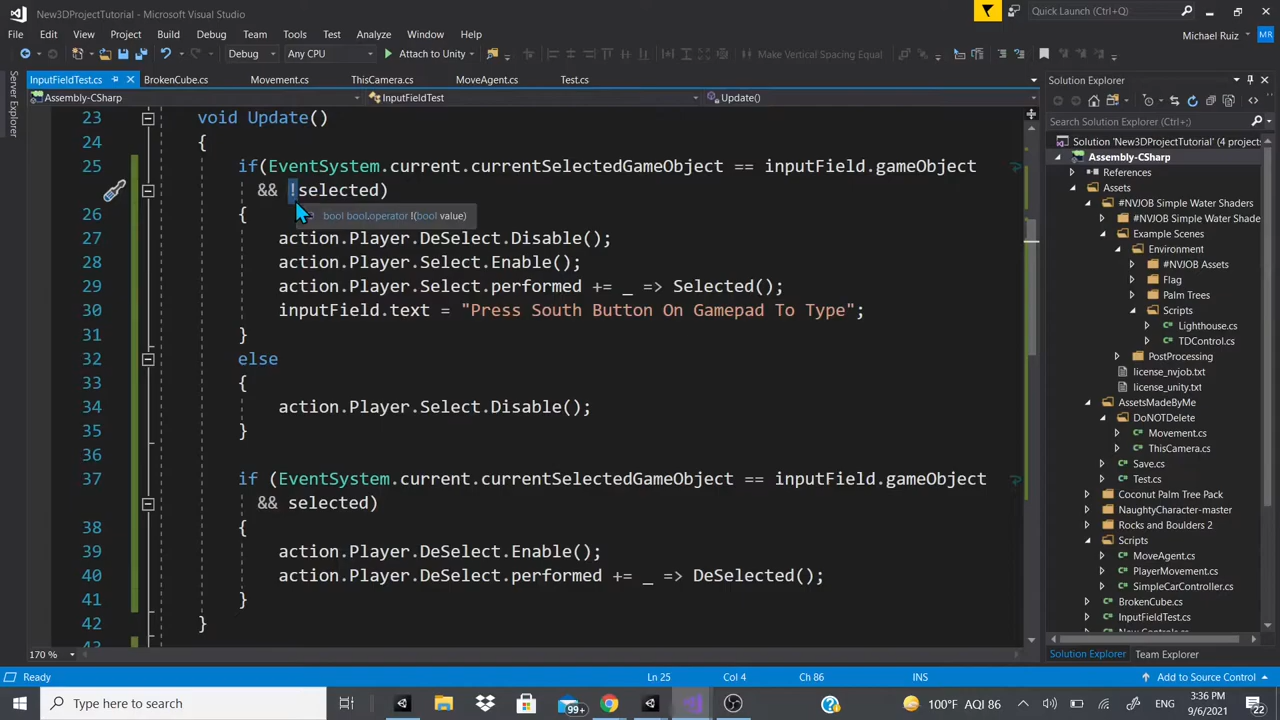 New3DProjectTutorial - Microsoft Visual Studio
Quick Launch (Ctrl+Q)
File Edit View Project Build Debug Team Tools Test Analyze Window Help
Michael Ruiz
MR
Debug Any CPU Attach to Unity Make Vertical Spacing Equal
Server Explorer
InputFieldTest.cs BrokenCube.cs Movement.cs ThisCamera.cs MoveAgent.cs Test.cs
Assembly-CSharp InputFieldTest Update()
23 void Update()
24 {
25 if(EventSystem.current.currentSelectedGameObject == inputField.gameObject
&& !selected)
bool bool.operator !(bool value)
26 {
27 action.Player.DeSelect.Disable();
28 action.Player.Select.Enable();
29 action.Player.Select.performed += _ => Selected();
30 inputField.text = "Press South Button On Gamepad To Type";
31 }
32 else
33 {
34 action.Player.Select.Disable();
35 }
36
37 if (EventSystem.current.currentSelectedGameObject == inputField.gameObject
&& selected)
38 {
39 action.Player.DeSelect.Enable();
40 action.Player.DeSelect.performed += _ => DeSelected();
41 }
42 }
43
170 %
Solution Explorer
Search Solution Explorer (Ctrl+;)
Solution 'New3DProjectTutorial' (4 project
Assembly-CSharp
References
Assets
#NVJOB Simple Water Shaders
#NVJOB Simple Water Shaders
Example Scenes
Environment
#NVJOB Assets
Flag
Palm Trees
Scripts
Lighthouse.cs
TDControl.cs
PostProcessing
license_nvjob.txt
license_unity.txt
AssetsMadeByMe
DoNOTDelete
Movement.cs
ThisCamera.cs
Save.cs
Test.cs
Coconut Palm Tree Pack
NaughtyCharacter-master
Rocks and Boulders 2
Scripts
MoveAgent.cs
PlayerMovement.cs
SimpleCarController.cs
BrokenCube.cs
InputFieldTest.cs
New Controls.cs
Solution Explorer Team Explorer
Ready Ln 25 Col 4 Ch 86 INS Add to Source Control
Type here to search
99+
100°F AQI 86
3:36 PM
9/6/2021
22